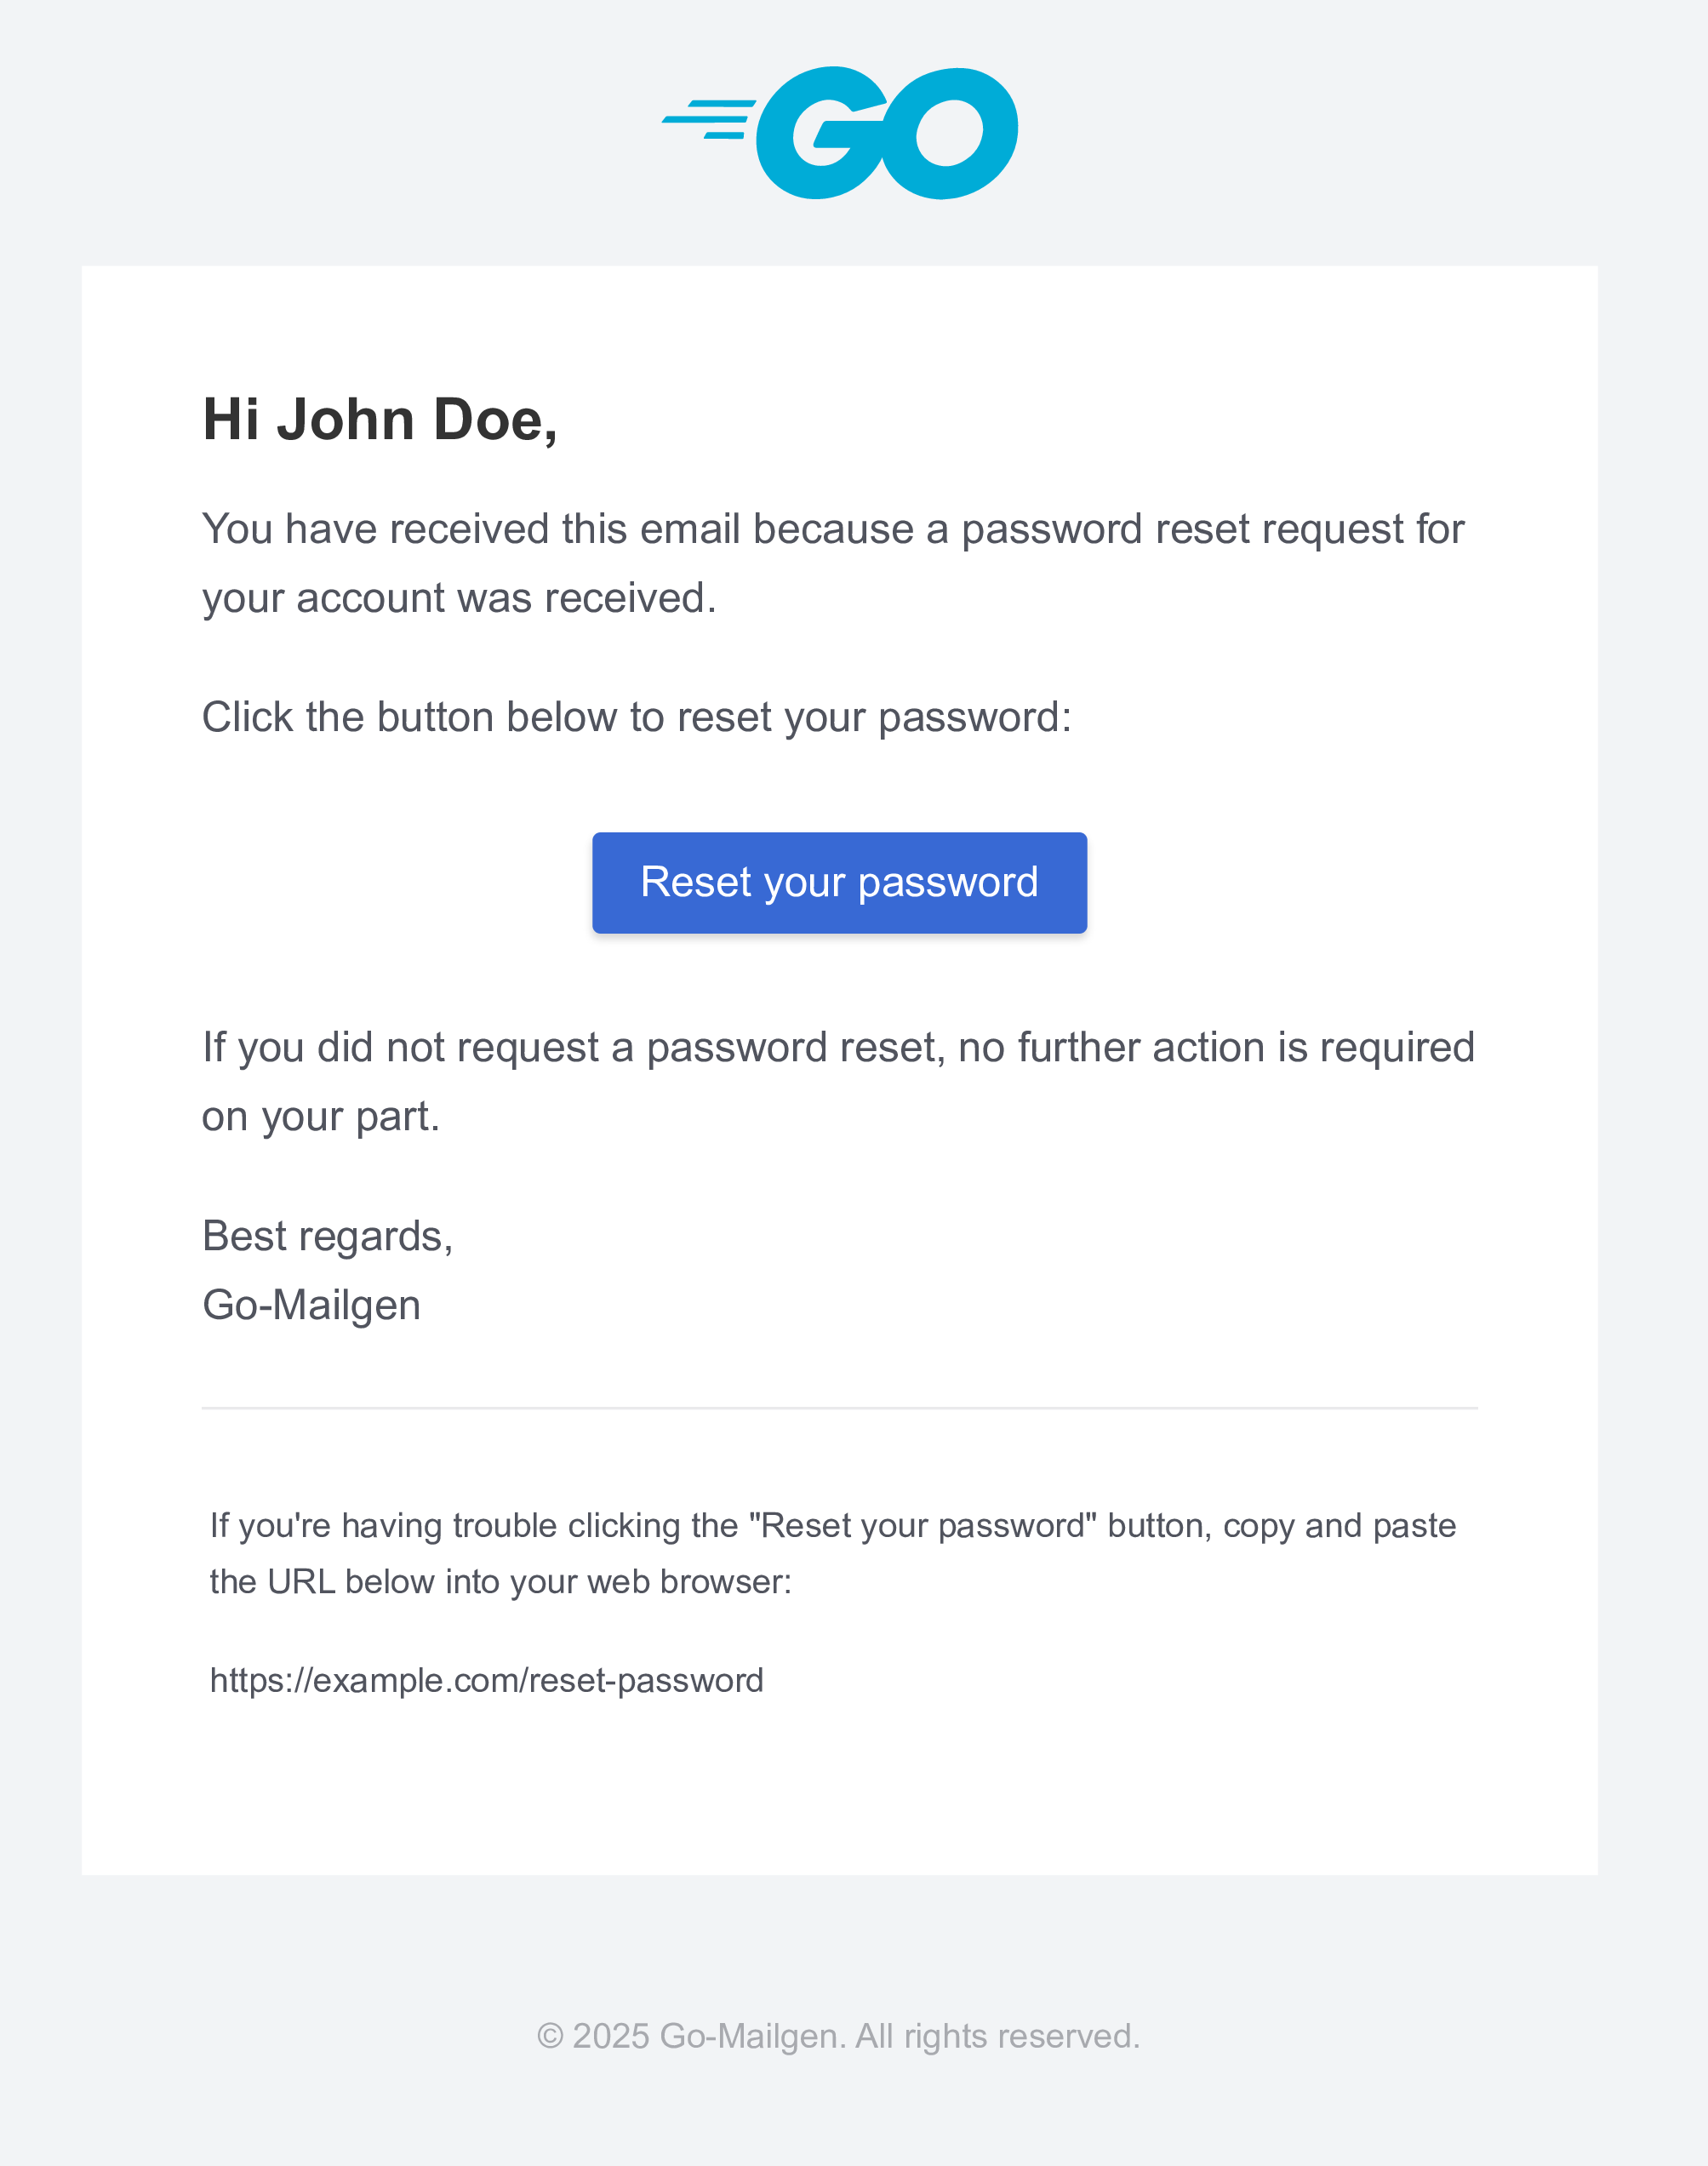 GO
Hi John Doe,
You have received this email because a password reset request for
your account was received.
Click the button below to reset your password:
Reset your password
If you did not request a password reset, no further action is required
on your part.
Best regards,
Go-Mailgen
If you're having trouble clicking the "Reset your password" button, copy and paste
the URL below into your web browser:
https://example.com/reset-password
© 2025 Go-Mailgen. All rights reserved.